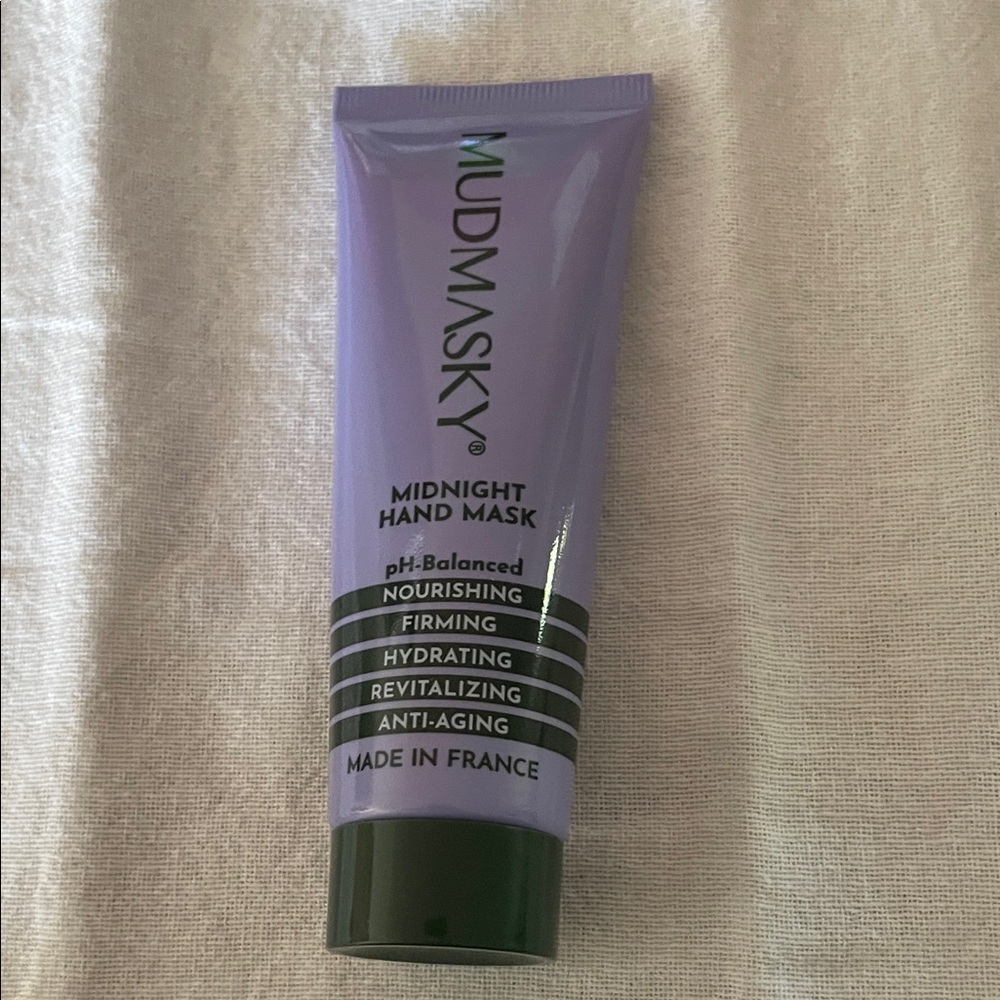 MUDMASKY®
MIDNIGHT
HAND MASK
pH-Balanced
NOURISHING
FIRMING
HYDRATING
REVITALIZING
ANTI-AGING
MADE IN FRANCE